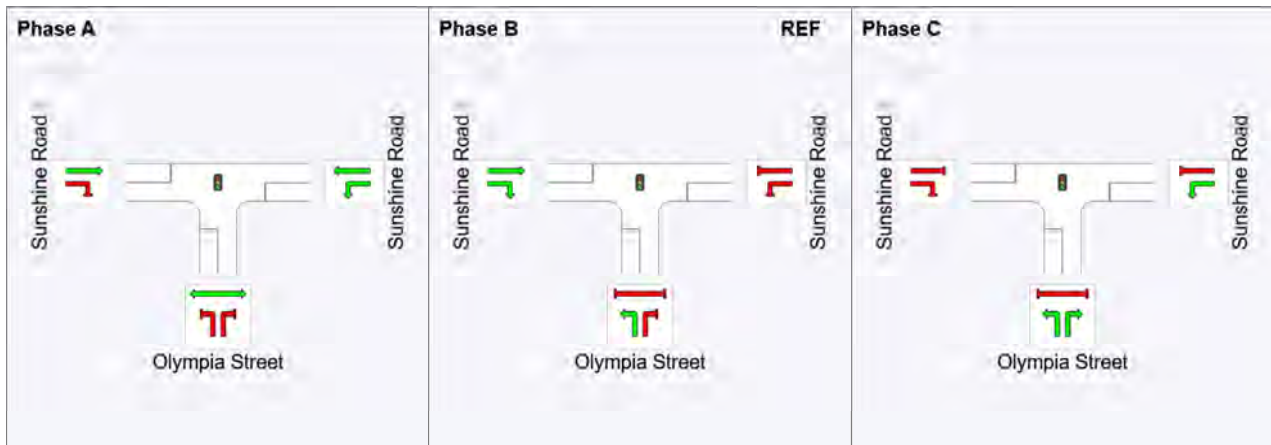 Phase A
Sunshine Road
Sunshine Road
Olympia Street
Phase B
REF
Sunshine Road
Sunshine Road
Olympia Street
Phase C
Sunshine Road
Sunshine Road
Olympia Street